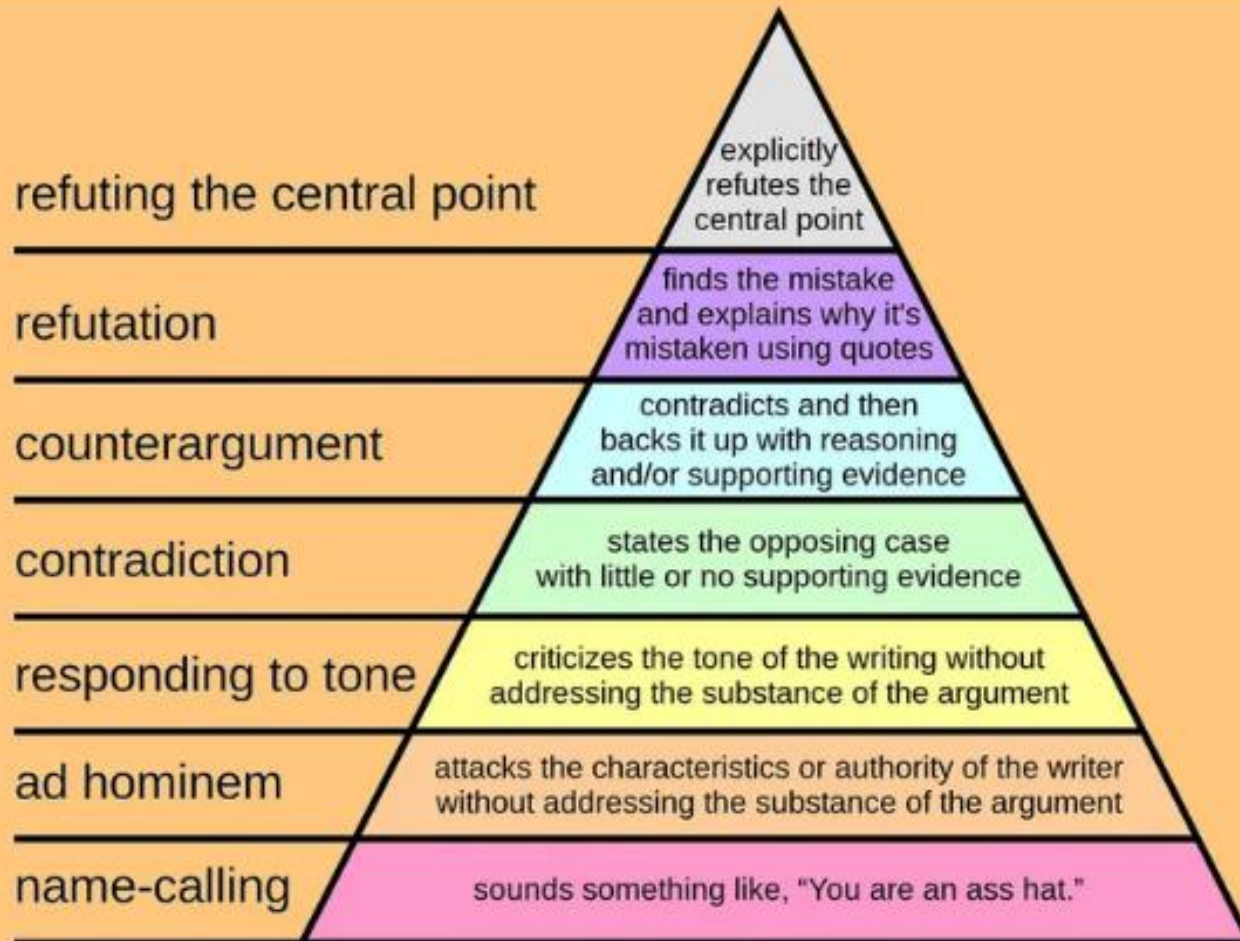 refuting the central point
explicitly
refutes the
central point
refutation
finds the mistake
and explains why it's
mistaken using quotes
counterargument
contradicts and then
backs it up with reasoning
and/or supporting evidence
contradiction
states the opposing case
with little or no supporting evidence
responding to tone
criticizes the tone of the writing without
addressing the substance of the argument
ad hominem
attacks the characteristics or authority of the writer
without addressing the substance of the argument
name-calling
sounds something like, “You are an ass hat.”